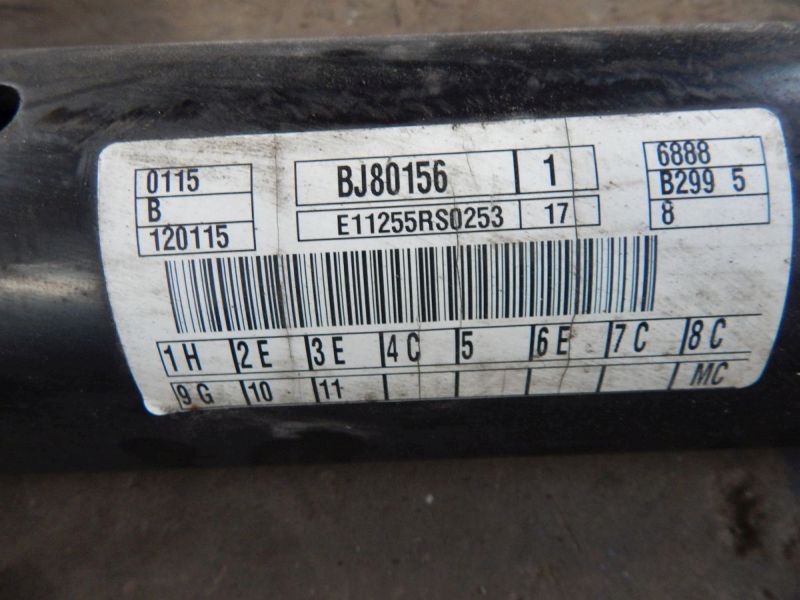 0115
B
120115
BJ80156 1
E11255RS0253 17
6888
B299 5
8
1 H 2 E 3 E 4 C 5 6 E 7 C 8 C
9 G 10 11 MC